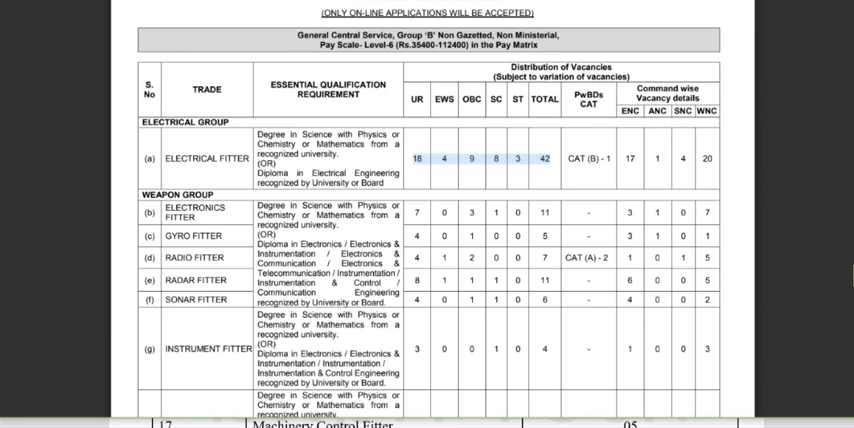 (ONLY ON-LINE APPLICATIONS WILL BE ACCEPTED)
General Central Service, Group 'B' Non Gazetted, Non Ministerial,
Pay Scale- Level-6 (Rs.35400-112400) in the Pay Matrix
S. No TRADE ESSENTIAL QUALIFICATION REQUIREMENT Distribution of Vacancies (Subject to variation of vacancies)
UR EWS OBC SC ST TOTAL PwBDs CAT Command wise Vacancy details
ENC ANC SNC WNC
ELECTRICAL GROUP
Degree in Science with Physics or
Chemistry or Mathematics from a
recognized university.
(a) ELECTRICAL FITTER 18 4 9 8 3 42 CAT (B) - 1 17 1 4 20
(OR)
Diploma in Electrical Engineering
recognized by University or Board
WEAPON GROUP
(b) ELECTRONICS FITTER 7 0 3 1 0 11 - 3 1 0 7
(c) GYRO FITTER 4 0 1 0 0 5 3 1 0 1
(d) RADIO FITTER 4 1 2 0 0 7 CAT (A) - 2 1 0 1 5
(e) RADAR FITTER 8 1 1 1 0 11 - 6 0 0 5
(f) SONAR FITTER 4 0 1 1 0 6 4 0 0 2
Degree in Science with Physics or
Chemistry or Mathematics from a
recognized university.
(OR)
Diploma in Electronics / Electronics &
Instrumentation / Electronics &
Communication / Electronics &
Telecommunication / Instrumentation /
Instrumentation & Control /
Communication Engineering
recognized by University or Board.
(g) INSTRUMENT FITTER 3 0 0 1 0 4 - 1 0 0 3
Degree in Science with Physics or
Chemistry or Mathematics from a
recognized university.
(OR)
Diploma in Electronics / Electronics &
Instrumentation / Instrumentation /
Instrumentation & Control Engineering
recognized by University or Board.
Degree in Science with Physics or
Chemistry or Mathematics from a
recognized university.
17 Machinery Control Fitter 05